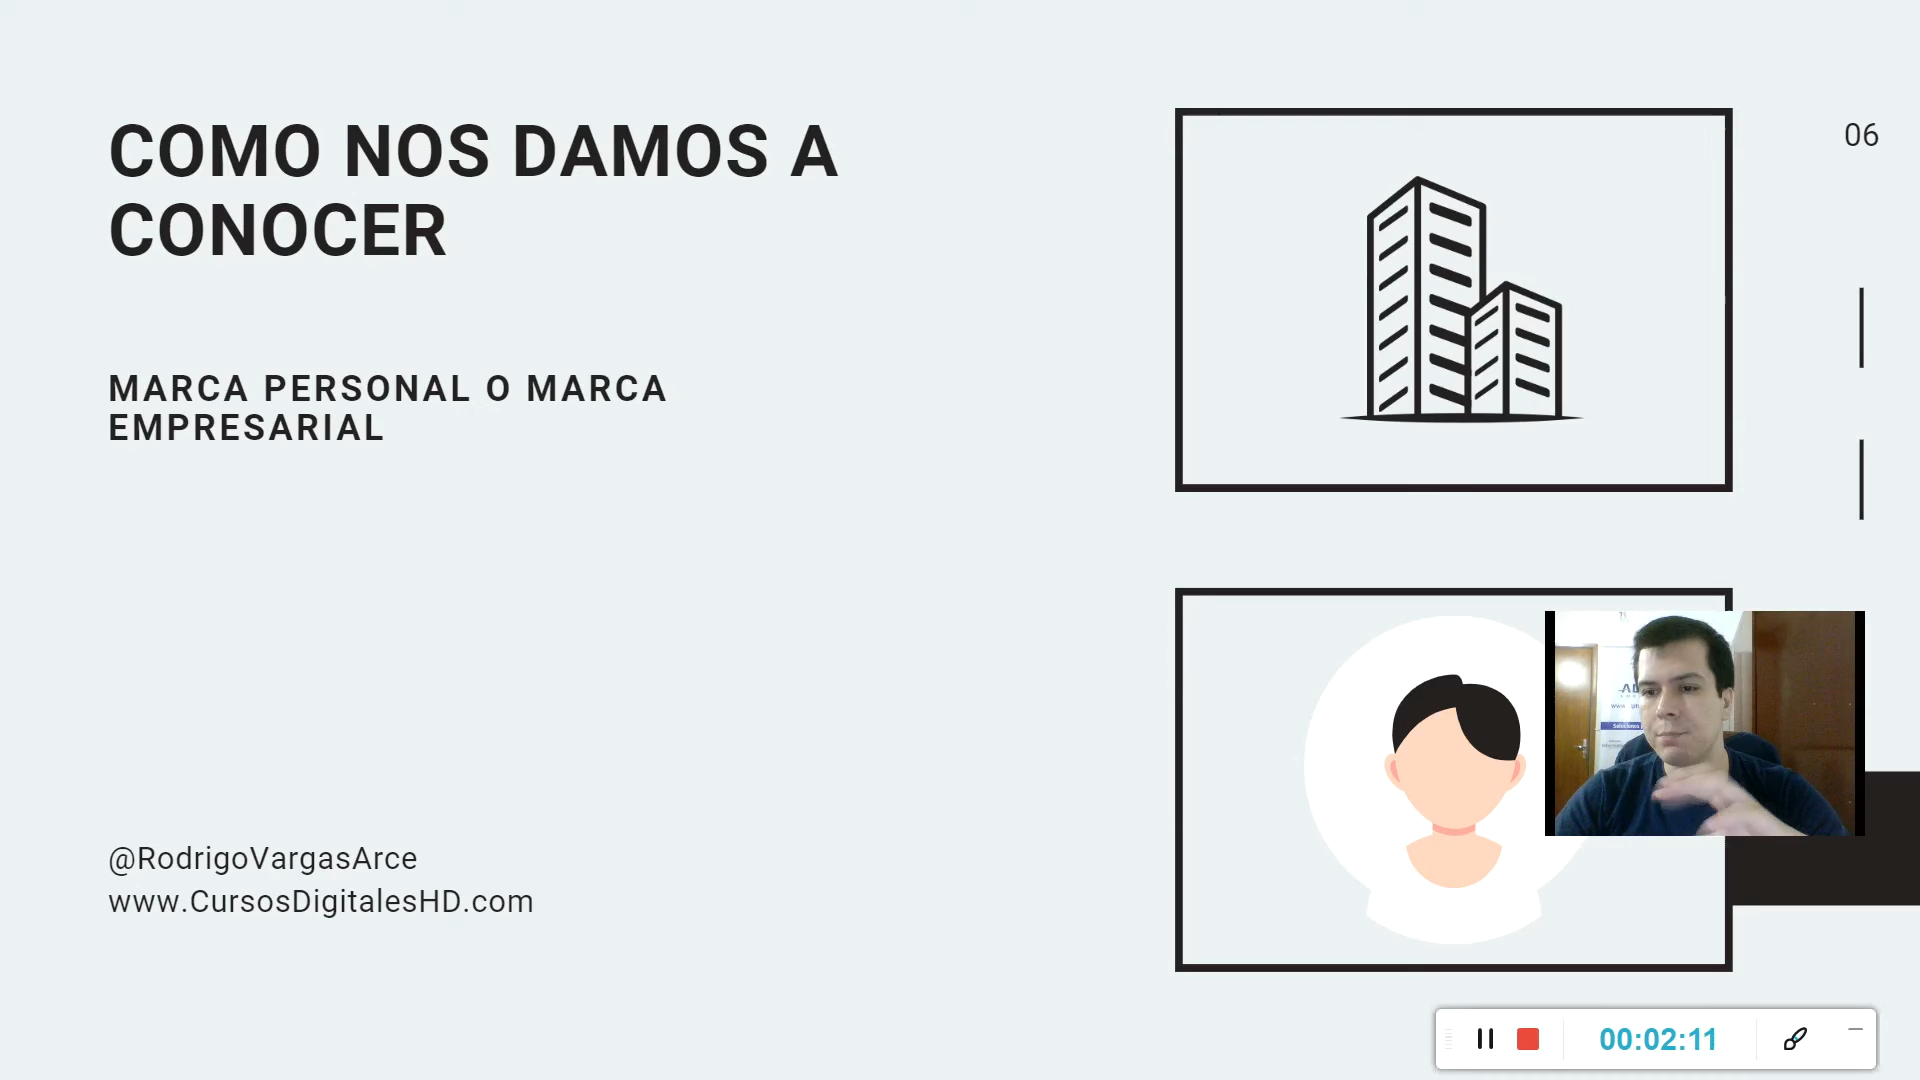 COMO NOS DAMOS A
CONOCER
06
MARCA PERSONAL O MARCA
EMPRESARIAL
@RodrigoVargasArce
www.CursosDigitalesHD.com
00:02:11